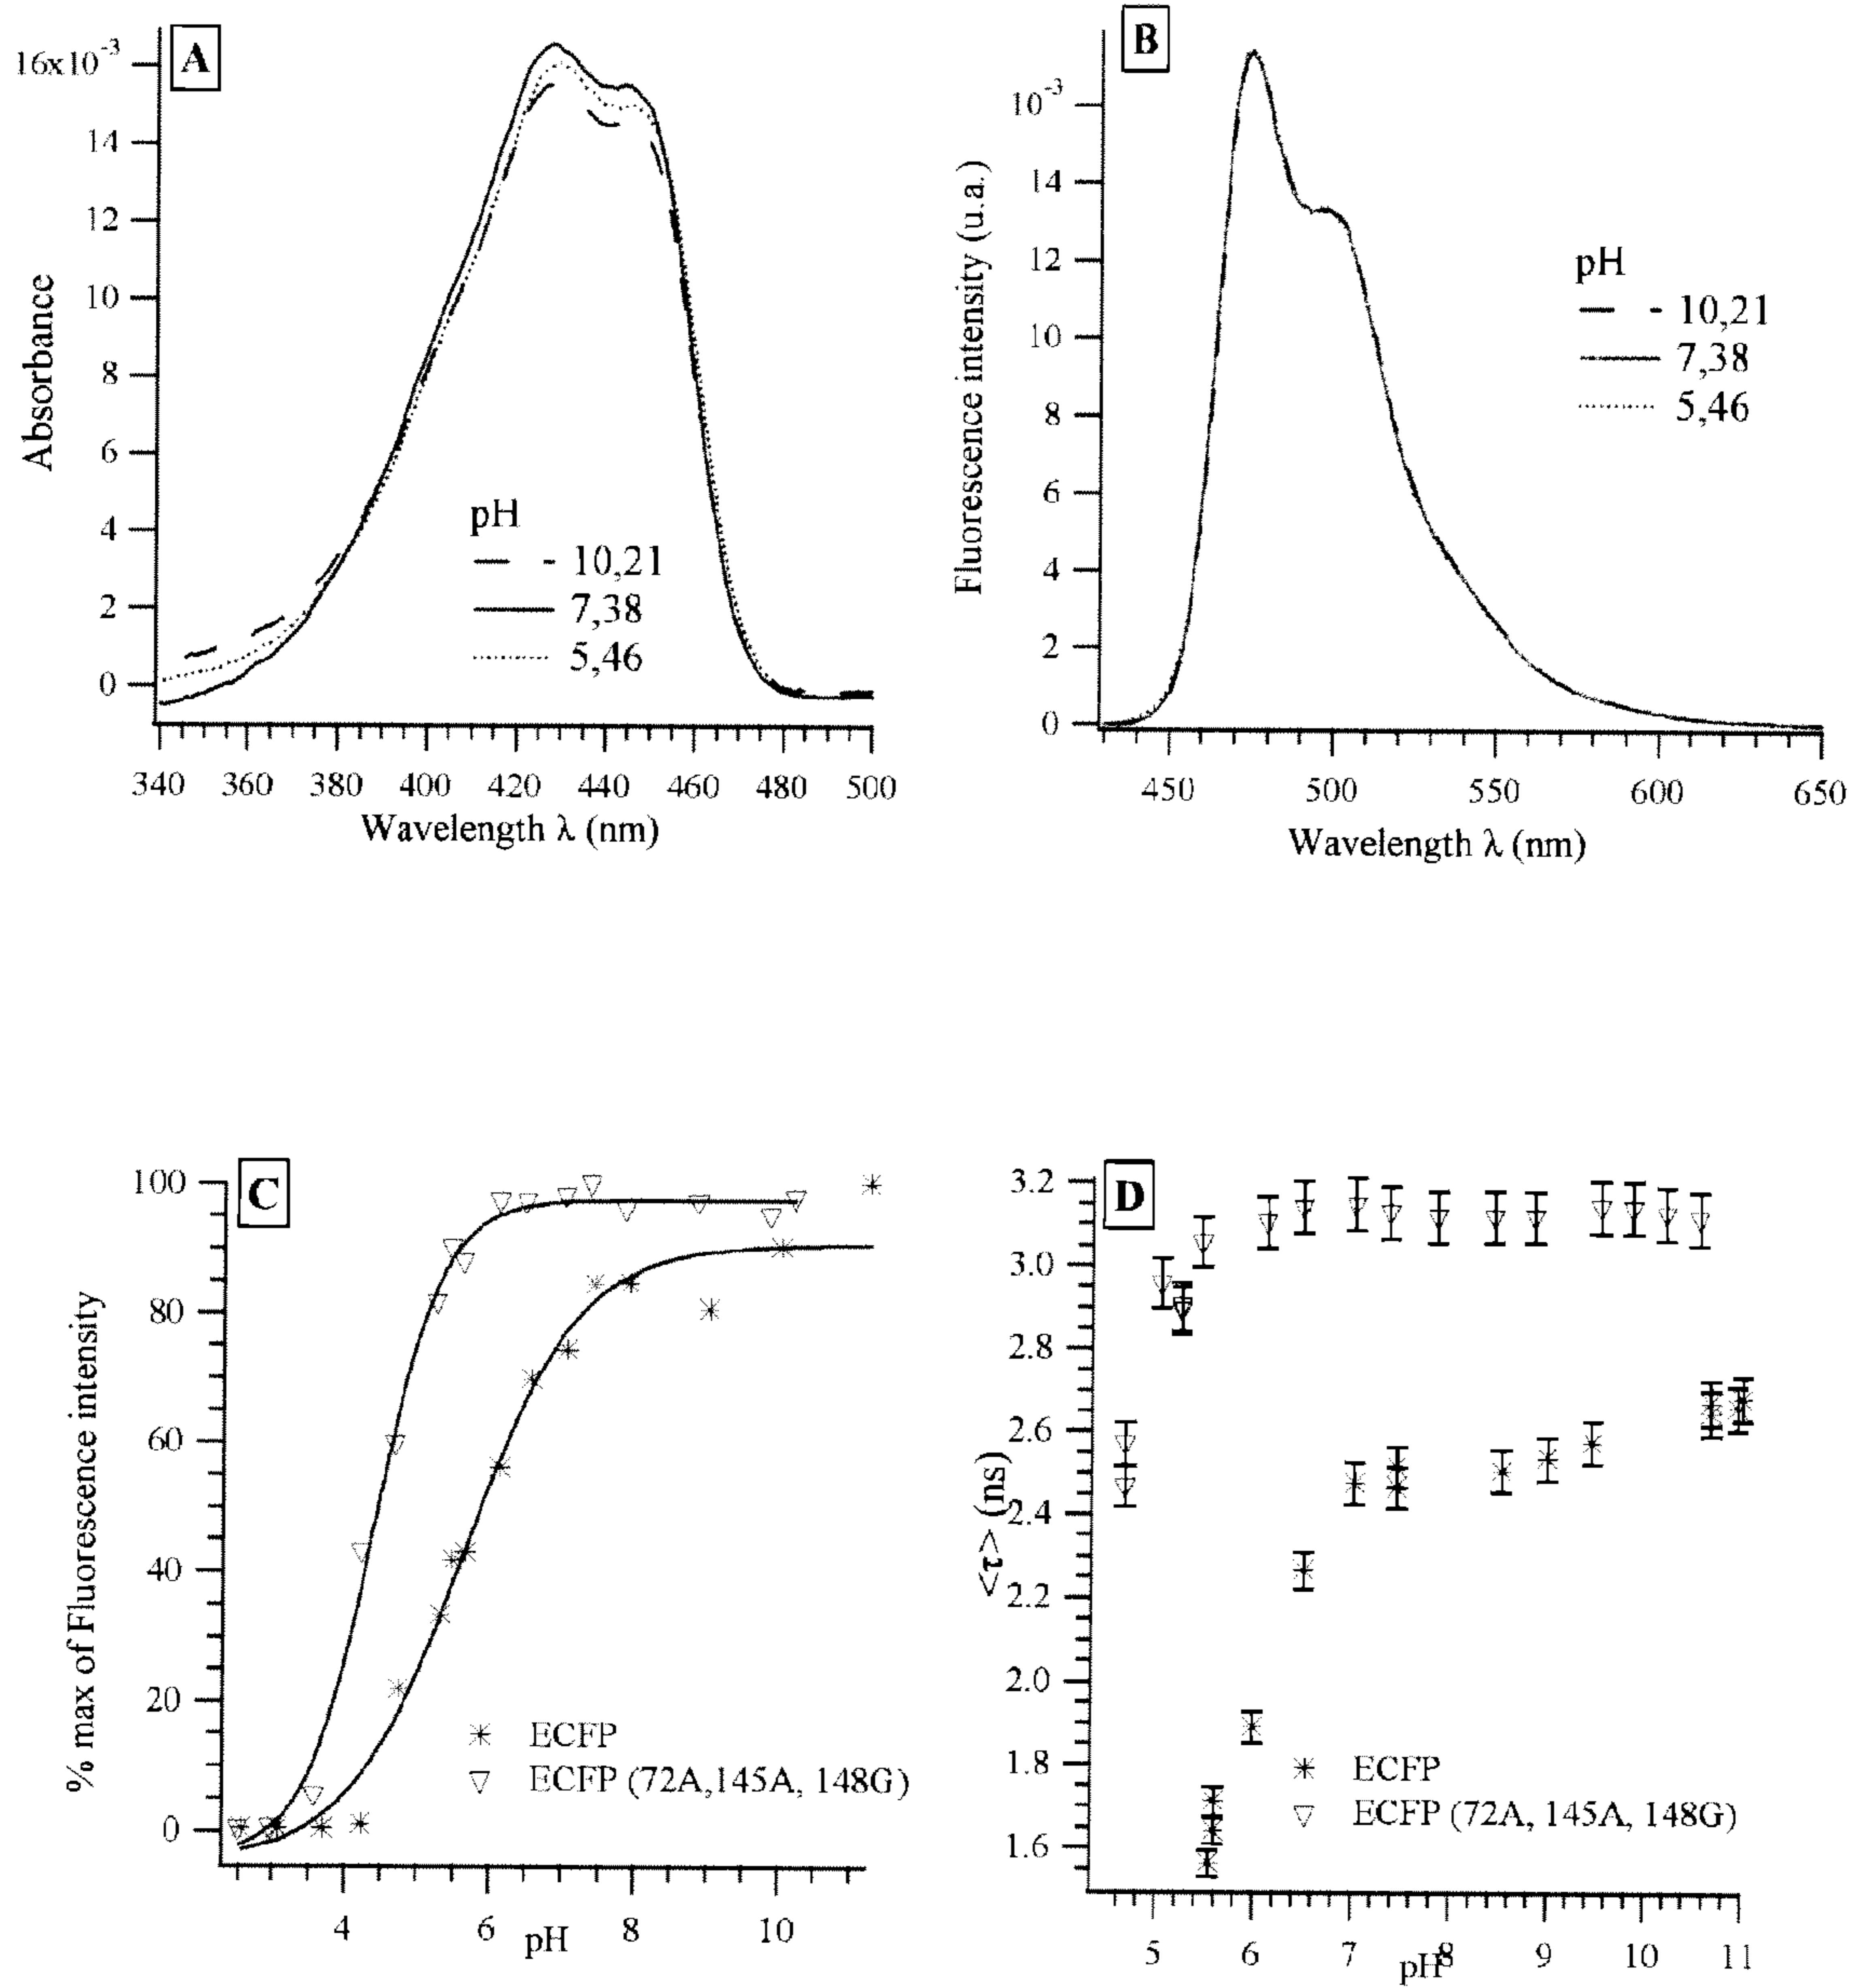 A
16x10-3
14
12
10
8
6
4
2
0
Absorbance
pH
10,21
7,38
5,46
340 360 380 400 420 440 460 480 500
Wavelength λ (nm)
B
10-3
14
12
10
8
6
4
2
0
Fluorescence intensity (u.a.)
pH
10,21
7,38
5,46
450 500 550 600 650
Wavelength λ (nm)
C
100
80
60
40
20
0
% max of Fluorescence intensity
ECFP
ECFP (72A,145A, 148G)
4 6 8 10
pH
D
3.2
3.0
2.8
2.6
2.4
2.2
2.0
1.8
1.6
<τ> (ns)
ECFP
ECFP (72A, 145A, 148G)
5 6 7 8 9 10 11
pH